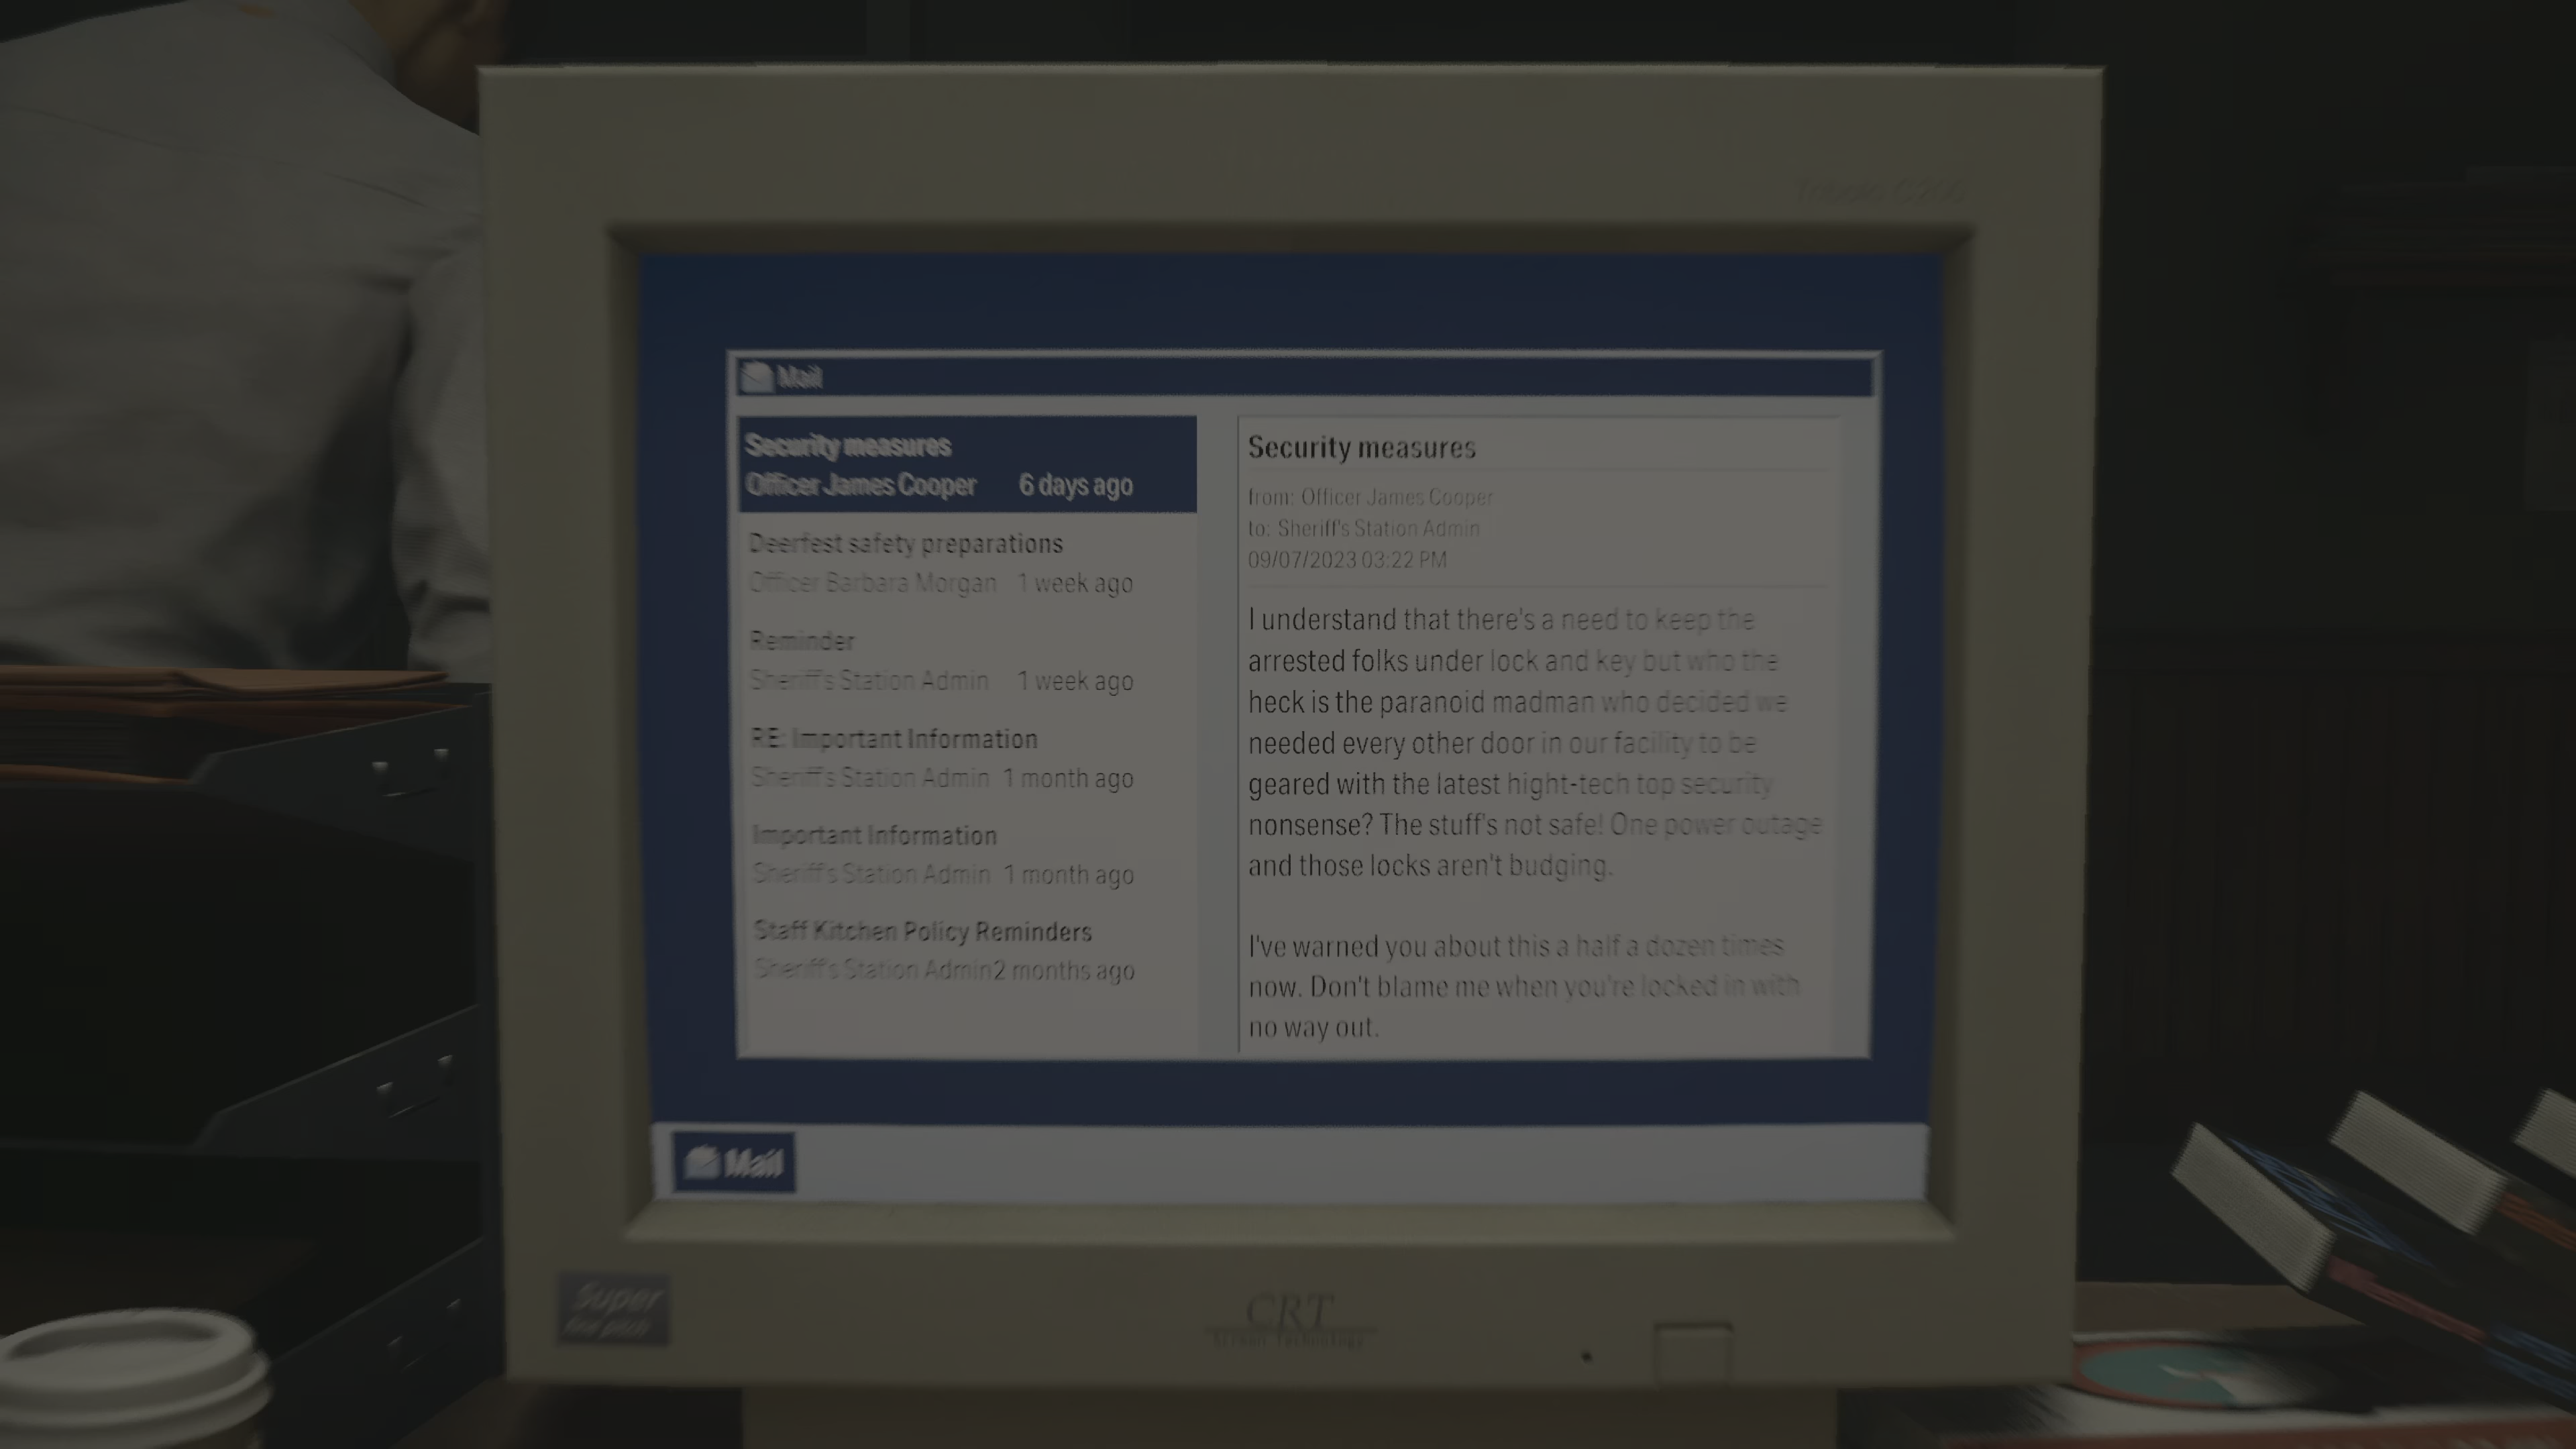 Mail
Security measures
Officer James Cooper 6 days ago
Deerfest safety preparations
Officer Barbara Morgan 1 week ago
Reminder
Sheriff's Station Admin 1 week ago
RE: Important Information
Sheriff's Station Admin 1 month ago
Important Information
Sheriff's Station Admin 1 month ago
Staff Kitchen Policy Reminders
Sheriff's Station Admin 2 months ago
Security measures
from: Officer James Cooper
to: Sheriff's Station Admin
09/07/2023 03:22 PM
I understand that there's a need to keep the
arrested folks under lock and key but who the
heck is the paranoid madman who decided we
needed every other door in our facility to be
geared with the latest hight-tech top security
nonsense? The stuff's not safe! One power outage
and those locks aren't budging.
I've warned you about this a half a dozen times
now. Don't blame me when you're locked in with
no way out.
Mail
Super
fine pitch
CRT
Screen Technology